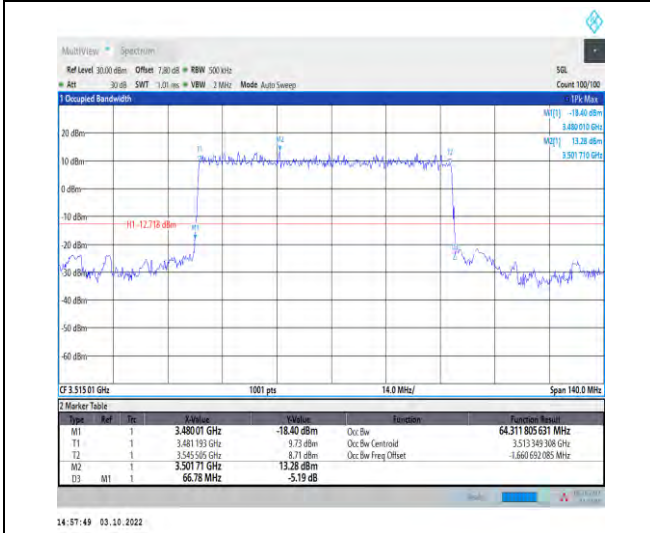 MultiView Spectrum
Ref Level 30.00 dBm Offset 7.80 dB RBW 500 kHz SGL
Att 30 dB SWT 1.01 ms VBW 2 MHz Mode Auto Sweep Count 100/100
1 Occupied Bandwidth 1Pk Max
M1[1] -18.40 dBm
3.480 010 GHz
M2[1] 13.28 dBm
3.501 710 GHz
20 dBm
T1 M2 T2
10 dBm
0 dBm
-10 dBm
H1 -12.718 dBm
M1
-20 dBm
-30 dBm
-40 dBm
-50 dBm
-60 dBm
CF 3.515 01 GHz 1001 pts 14.0 MHz/ Span 140.0 MHz
2 Marker Table
Type Ref Trc X-Value Y-Value Function Function Result
M1 1 3.480 01 GHz -18.40 dBm Occ Bw 64.311 805 631 MHz
T1 1 3.481 193 GHz 9.73 dBm Occ Bw Centroid 3.513 349 308 GHz
T2 1 3.545 505 GHz 8.71 dBm Occ Bw Freq Offset -1.660 692 085 MHz
M2 1 3.501 71 GHz 13.28 dBm
D3 M1 1 66.78 MHz -5.19 dB
14:57:49 03.10.2022